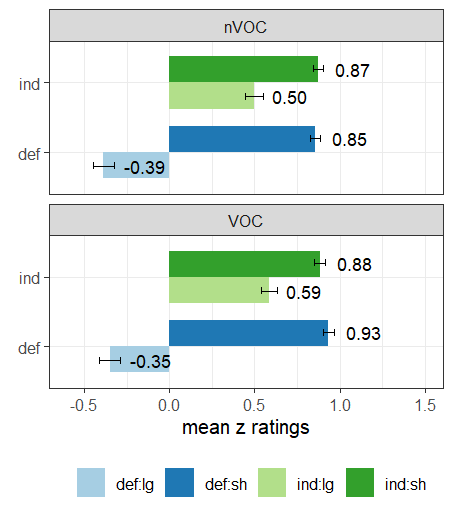 nVOC
ind 0.87
0.50
def 0.85
-0.39
VOC
ind 0.88
0.59
def 0.93
-0.35
-0.5 0.0 0.5 1.0 1.5
mean z ratings
def:lg def:sh ind:lg ind:sh